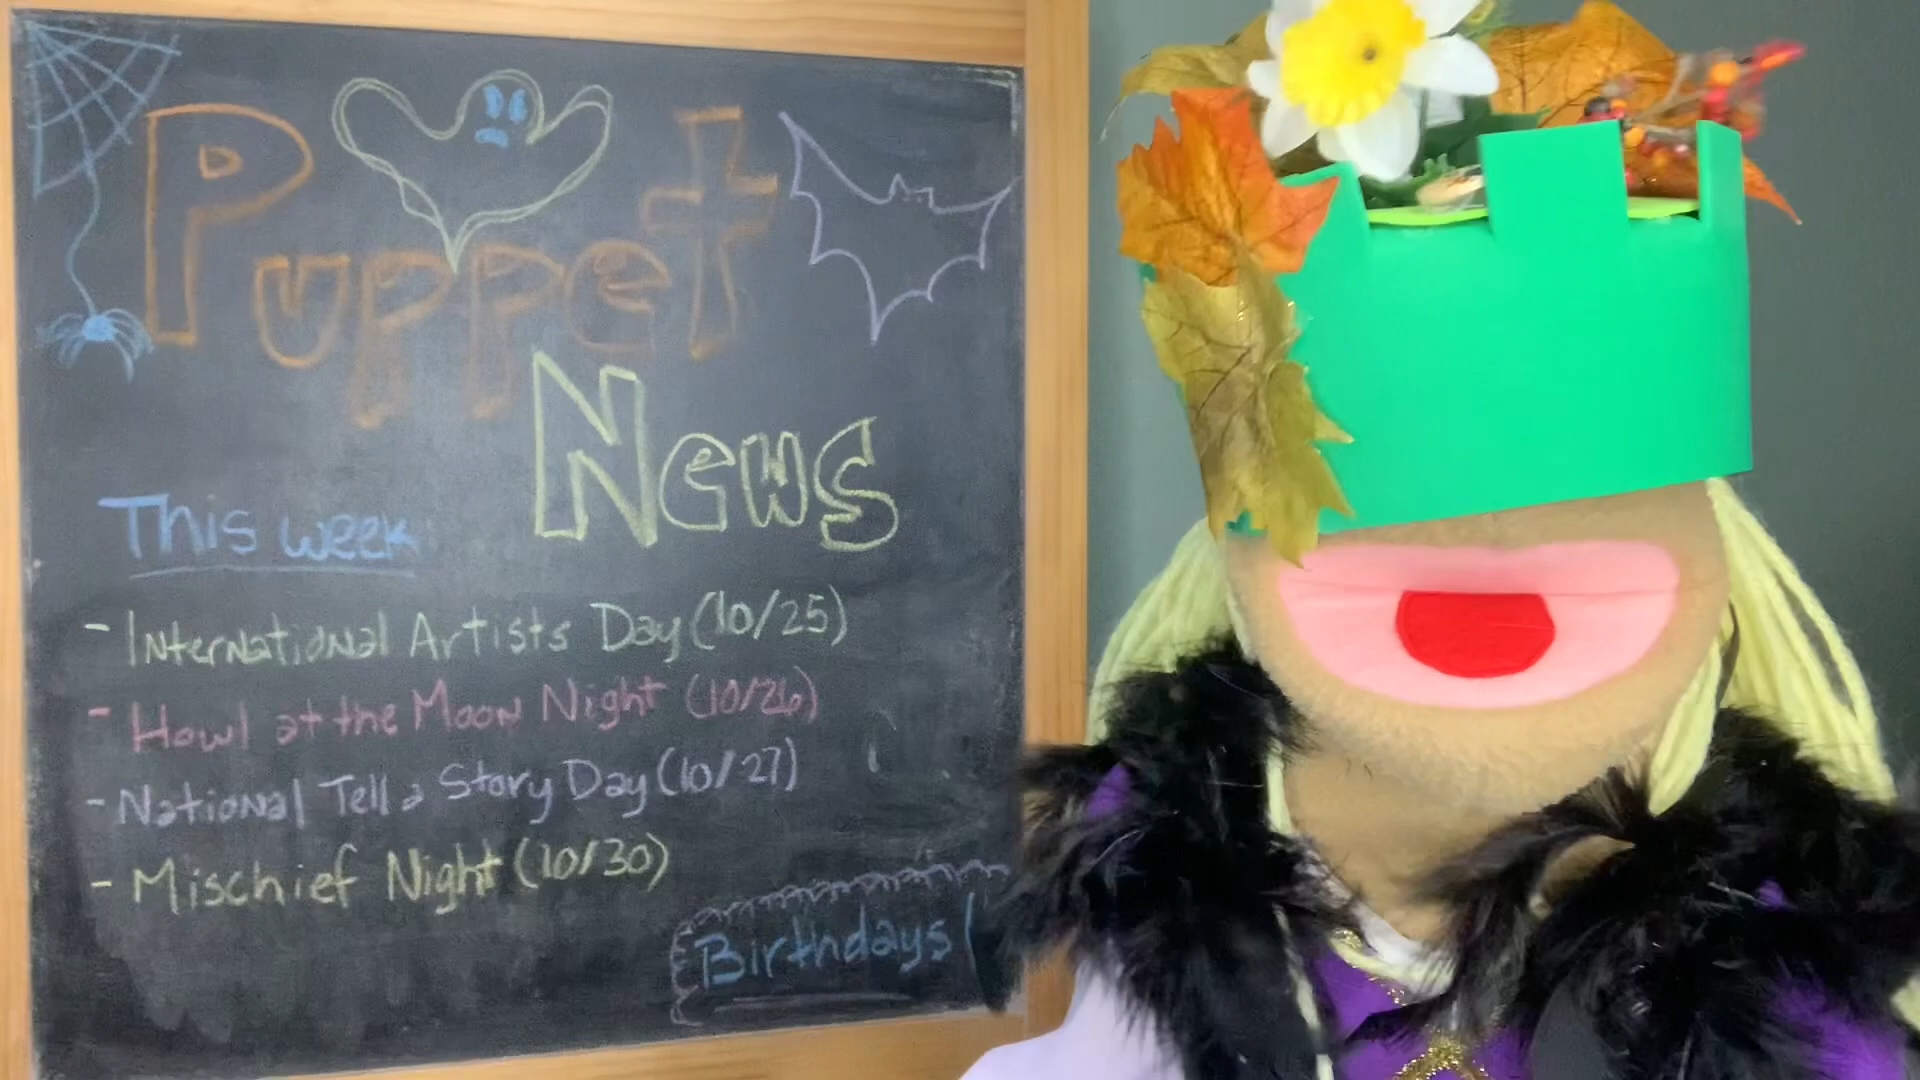 Puppet
News
This week
- International Artists Day (10/25)
- Howl at the Moon Night (10/26)
- National Tell a Story Day (10/27)
- Mischief Night (10/30)
Birthdays